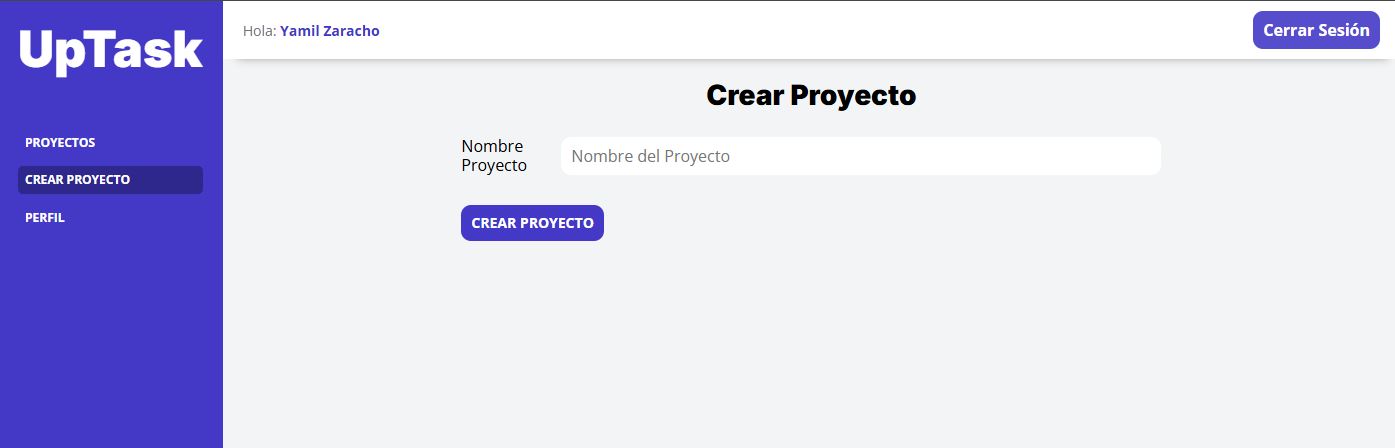 UpTask
Hola: Yamil Zaracho
Cerrar Sesión
PROYECTOS
CREAR PROYECTO
PERFIL
Crear Proyecto
Nombre
Proyecto
Nombre del Proyecto
CREAR PROYECTO